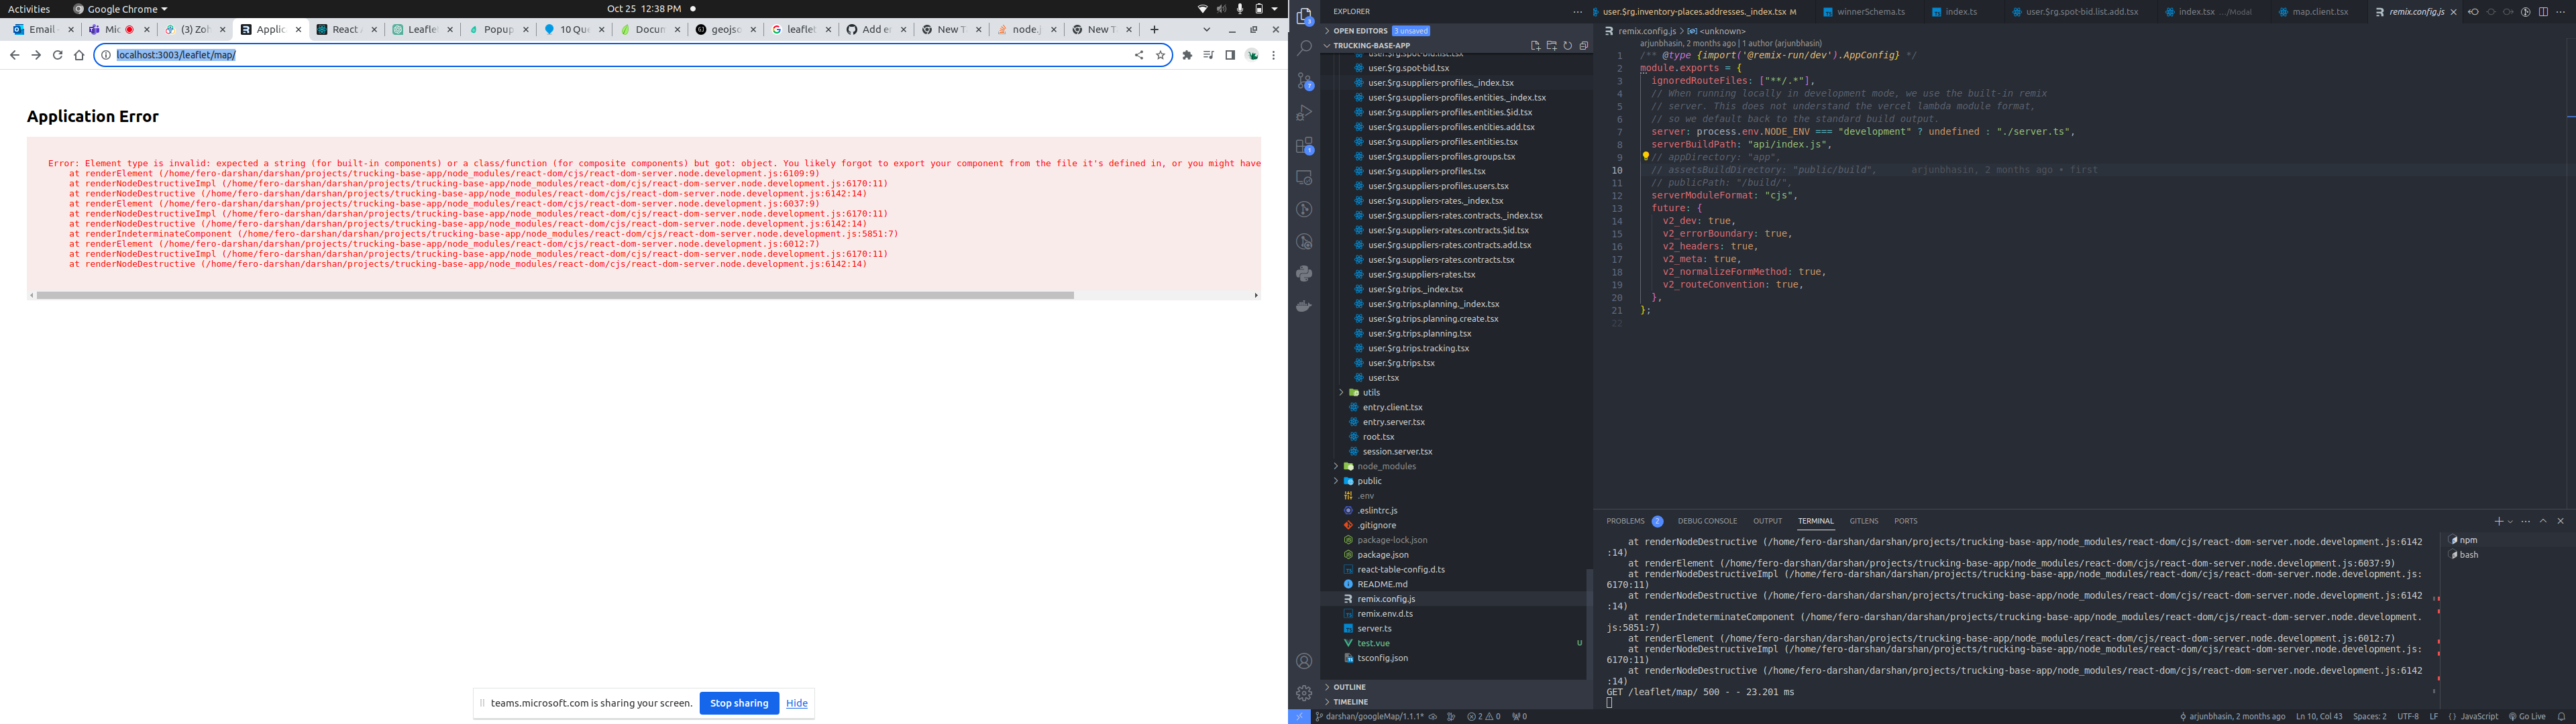 Activities
Google Chrome
Oct 25 12:38 PM
Email
Mic
(3) Zoh
Applic
React
Leaflet
Popup
10 Que
Docum
geojso
leaflet
Add ec
New T
node.j
New T
localhost:3003/leaflet/map/
Application Error
Error: Element type is invalid: expected a string (for built-in components) or a class/function (for composite components) but got: object. You likely forgot to export your component from the file it's defined in, or you might have
at renderElement (/home/fero-darshan/darshan/projects/trucking-base-app/node_modules/react-dom/cjs/react-dom-server.node.development.js:6109:9)
at renderNodeDestructiveImpl (/home/fero-darshan/darshan/projects/trucking-base-app/node_modules/react-dom/cjs/react-dom-server.node.development.js:6170:11)
at renderNodeDestructive (/home/fero-darshan/darshan/projects/trucking-base-app/node_modules/react-dom/cjs/react-dom-server.node.development.js:6142:14)
at renderElement (/home/fero-darshan/darshan/projects/trucking-base-app/node_modules/react-dom/cjs/react-dom-server.node.development.js:6037:9)
at renderNodeDestructiveImpl (/home/fero-darshan/darshan/projects/trucking-base-app/node_modules/react-dom/cjs/react-dom-server.node.development.js:6170:11)
at renderNodeDestructive (/home/fero-darshan/darshan/projects/trucking-base-app/node_modules/react-dom/cjs/react-dom-server.node.development.js:6142:14)
at renderIndeterminateComponent (/home/fero-darshan/darshan/projects/trucking-base-app/node_modules/react-dom/cjs/react-dom-server.node.development.js:5851:7)
at renderElement (/home/fero-darshan/darshan/projects/trucking-base-app/node_modules/react-dom/cjs/react-dom-server.node.development.js:6012:7)
at renderNodeDestructiveImpl (/home/fero-darshan/darshan/projects/trucking-base-app/node_modules/react-dom/cjs/react-dom-server.node.development.js:6170:11)
at renderNodeDestructive (/home/fero-darshan/darshan/projects/trucking-base-app/node_modules/react-dom/cjs/react-dom-server.node.development.js:6142:14)
teams.microsoft.com is sharing your screen. Stop sharing Hide
EXPLORER
OPEN EDITORS 3 unsaved
TRUCKING-BASE-APP
user.$rg.spot-bid.list.tsx
user.$rg.spot-bid.tsx
user.$rg.suppliers-profiles._index.tsx
user.$rg.suppliers-profiles.entities._index.tsx
user.$rg.suppliers-profiles.entities.$id.tsx
user.$rg.suppliers-profiles.entities.add.tsx
user.$rg.suppliers-profiles.entities.tsx
user.$rg.suppliers-profiles.groups.tsx
user.$rg.suppliers-profiles.tsx
user.$rg.suppliers-profiles.users.tsx
user.$rg.suppliers-rates._index.tsx
user.$rg.suppliers-rates.contracts._index.tsx
user.$rg.suppliers-rates.contracts.$id.tsx
user.$rg.suppliers-rates.contracts.add.tsx
user.$rg.suppliers-rates.contracts.tsx
user.$rg.suppliers-rates.tsx
user.$rg.trips._index.tsx
user.$rg.trips.planning._index.tsx
user.$rg.trips.planning.create.tsx
user.$rg.trips.planning.tsx
user.$rg.trips.tracking.tsx
user.$rg.trips.tsx
user.tsx
utils
entry.client.tsx
entry.server.tsx
root.tsx
session.server.tsx
node_modules
public
.env
.eslintrc.js
.gitignore
package-lock.json
package.json
react-table-config.d.ts
README.md
remix.config.js
remix.env.d.ts
server.ts
test.vue U
tsconfig.json
OUTLINE
TIMELINE
user.$rg.inventory-places.addresses._index.tsx M
winnerSchema.ts
index.ts
user.$rg.spot-bid.list.add.tsx
index.tsx .../Modal
map.client.tsx
remix.config.js
remix.config.js > <unknown>
arjunbhasin, 2 months ago | 1 author (arjunbhasin)
1 /** @type {import('@remix-run/dev').AppConfig} */
2 module.exports = {
3 ignoredRouteFiles: ["**/.*"],
4 // When running locally in development mode, we use the built-in remix
5 // server. This does not understand the vercel lambda module format,
6 // so we default back to the standard build output.
7 server: process.env.NODE_ENV === "development" ? undefined : "./server.ts",
8 serverBuildPath: "api/index.js",
9 // appDirectory: "app",
10 // assetsBuildDirectory: "public/build", arjunbhasin, 2 months ago • first
11 // publicPath: "/build/",
12 serverModuleFormat: "cjs",
13 future: {
14 v2_dev: true,
15 v2_errorBoundary: true,
16 v2_headers: true,
17 v2_meta: true,
18 v2_normalizeFormMethod: true,
19 v2_routeConvention: true,
20 },
21 };
22
PROBLEMS 2 DEBUG CONSOLE OUTPUT TERMINAL GITLENS PORTS
at renderNodeDestructive (/home/fero-darshan/darshan/projects/trucking-base-app/node_modules/react-dom/cjs/react-dom-server.node.development.js:6142
:14)
at renderElement (/home/fero-darshan/darshan/projects/trucking-base-app/node_modules/react-dom/cjs/react-dom-server.node.development.js:6037:9)
at renderNodeDestructiveImpl (/home/fero-darshan/darshan/projects/trucking-base-app/node_modules/react-dom/cjs/react-dom-server.node.development.js:
6170:11)
at renderNodeDestructive (/home/fero-darshan/darshan/projects/trucking-base-app/node_modules/react-dom/cjs/react-dom-server.node.development.js:6142
:14)
at renderIndeterminateComponent (/home/fero-darshan/darshan/projects/trucking-base-app/node_modules/react-dom/cjs/react-dom-server.node.development.
js:5851:7)
at renderElement (/home/fero-darshan/darshan/projects/trucking-base-app/node_modules/react-dom/cjs/react-dom-server.node.development.js:6012:7)
at renderNodeDestructiveImpl (/home/fero-darshan/darshan/projects/trucking-base-app/node_modules/react-dom/cjs/react-dom-server.node.development.js:
6170:11)
at renderNodeDestructive (/home/fero-darshan/darshan/projects/trucking-base-app/node_modules/react-dom/cjs/react-dom-server.node.development.js:6142
:14)
GET /leaflet/map/ 500 - - 23.201 ms
npm
bash
darshan/googleMap/1.1.1* 2 0 0
arjunbhasin, 2 months ago Ln 10, Col 43 Spaces: 2 UTF-8 LF {} JavaScript Go Live